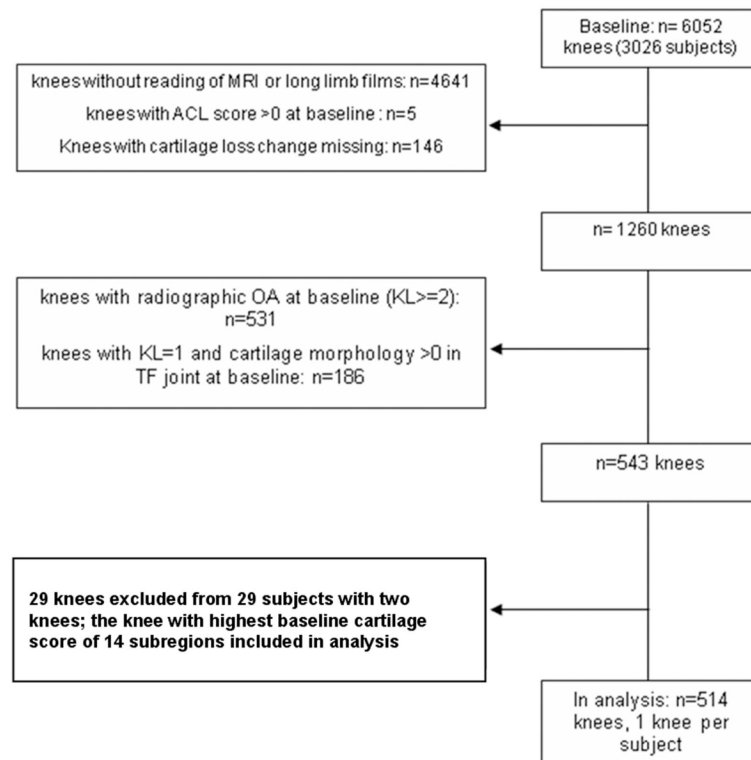 Baseline: n= 6052
knees (3026 subjects)
knees without reading of MRI or long limb films: n=4641
knees with ACL score >0 at baseline : n=5
Knees with cartilage loss change missing: n=146
n= 1260 knees
knees with radiographic OA at baseline (KL>=2):
n=531
knees with KL=1 and cartilage morphology >0 in
TF joint at baseline: n=186
n=543 knees
29 knees excluded from 29 subjects with two
knees; the knee with highest baseline cartilage
score of 14 subregions included in analysis
In analysis: n=514
knees, 1 knee per
subject